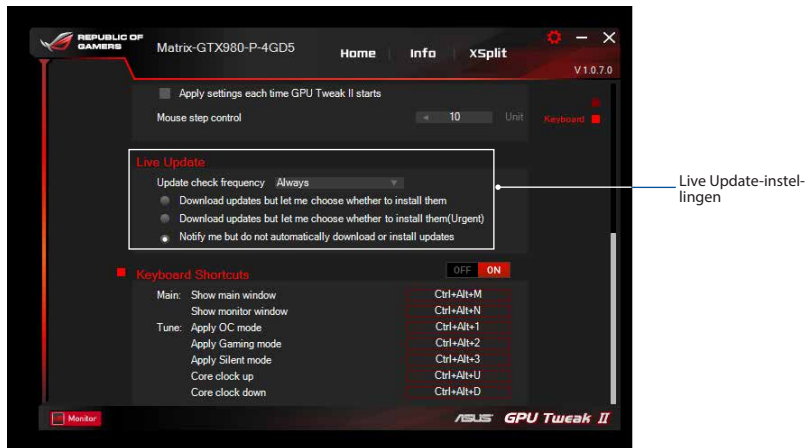 REPUBLIC OF
GAMERS
Matrix-GTX980-P-4GD5
Home
Info
XSplit
V 1.0.7.0
Apply settings each time GPU Tweak II starts
Mouse step control
10
Unit
Keyboard
Live Update
Update check frequency Always
Download updates but let me choose whether to install them
Download updates but let me choose whether to install them(Urgent)
Notify me but do not automatically download or install updates
Live Update-instel-
lingen
Keyboard Shortcuts
OFF ON
Main: Show main window Ctrl+Alt+M
Show monitor window Ctrl+Alt+N
Tune: Apply OC mode Ctrl+Alt+1
Apply Gaming mode Ctrl+Alt+2
Apply Silent mode Ctrl+Alt+3
Core clock up Ctrl+Alt+U
Core clock down Ctrl+Alt+D
Monitor
ASUS GPU Tweak II